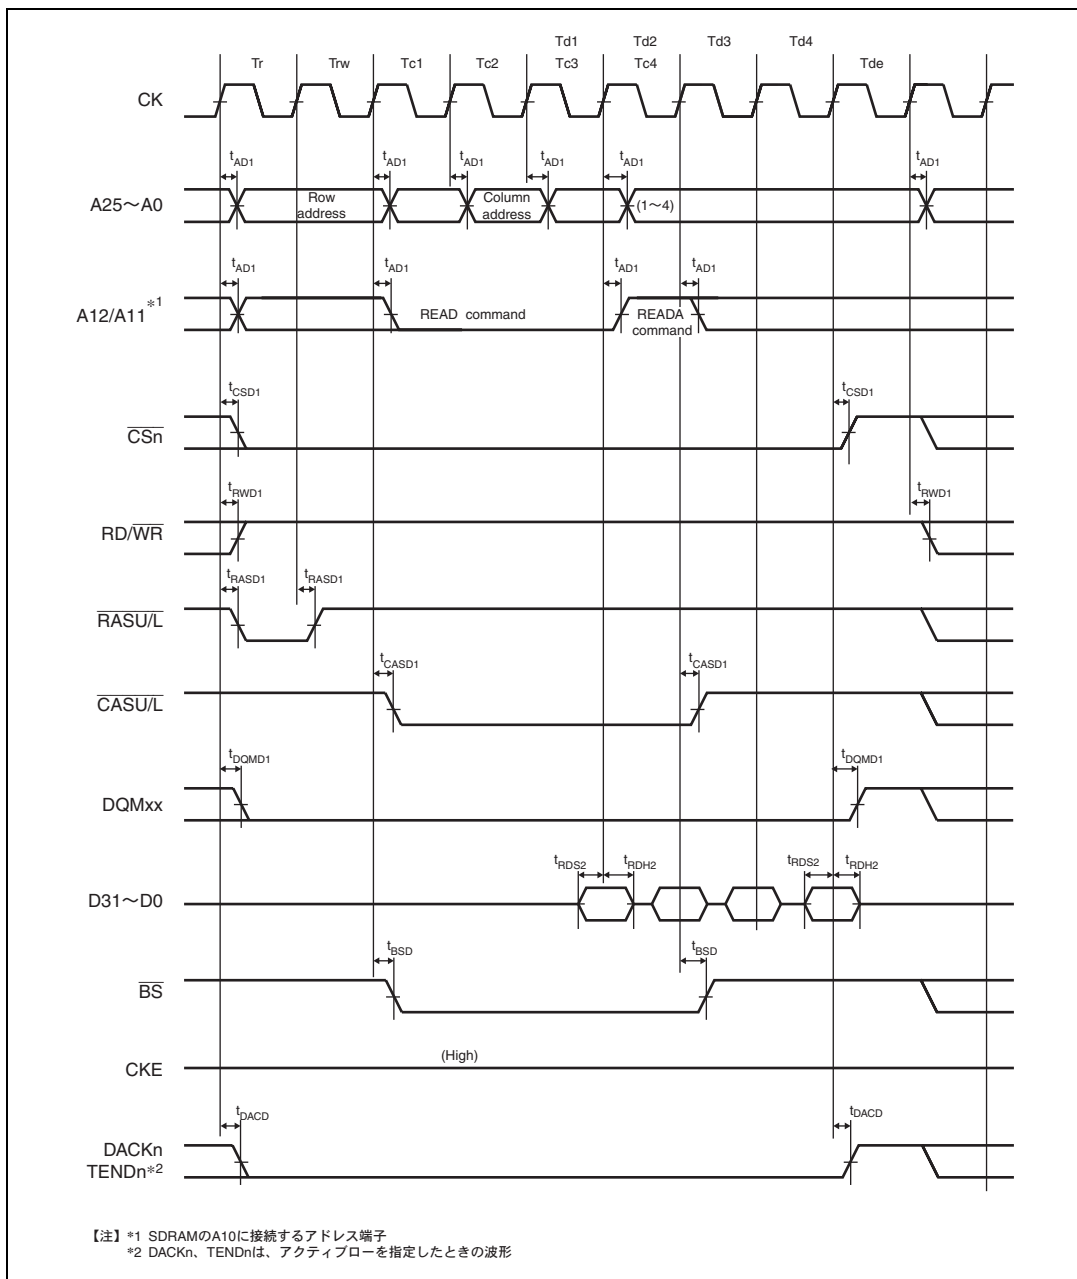 Td1 Td2 Td3 Td4
Tr Trw Tc1 Tc2 Tc3 Tc4 Tde
CK
tAD1 tAD1 tAD1 tAD1 tAD1 tAD1
A25～A0
Row address
Column address
(1～4)
tAD1 tAD1 tAD1 tAD1
A12/A11*1
READ command
READA command
tCSD1 tCSD1
CSn
tRWD1 tRWD1
RD/WR
tRASD1 tRASD1
RASU/L
tCASD1 tCASD1
CASU/L
tDQMD1 tDQMD1
DQMxx
tRDS2 tRDH2 tRDS2 tRDH2
D31～D0
tBSD tBSD
BS
(High)
CKE
tDACD tDACD
DACKn
TENDn*2
【注】 *1 SDRAMのA10に接続するアドレス端子
*2 DACKn、TENDnは、アクティブローを指定したときの波形